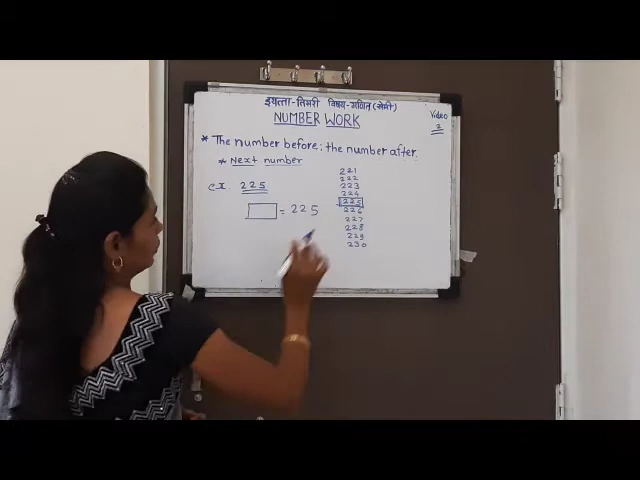 इयत्ता-तिसरी विषय-गणित (सेमी)
NUMBER WORK
Video
2
* The number before; the number after.
* Next number
ex 225
= 225
221
222
223
224
225
226
227
228
229
230